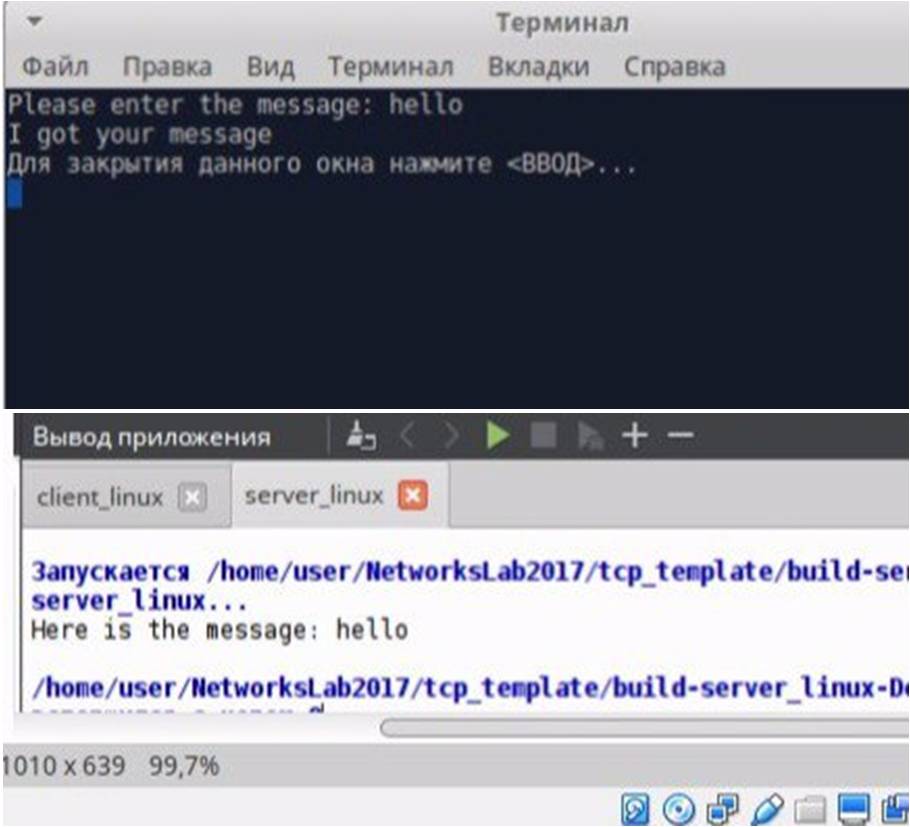 Терминал
Файл Правка Вид Терминал Вкладки Справка
Please enter the message: hello
I got your message
Для закрытия данного окна нажмите <ВВОД>...
Вывод приложения
client_linux server_linux
Запускается /home/user/NetworksLab2017/tcp_template/build-ser
server_linux...
Here is the message: hello
/home/user/NetworksLab2017/tcp_template/build-server_linux-De
1010 x 639 99,7%